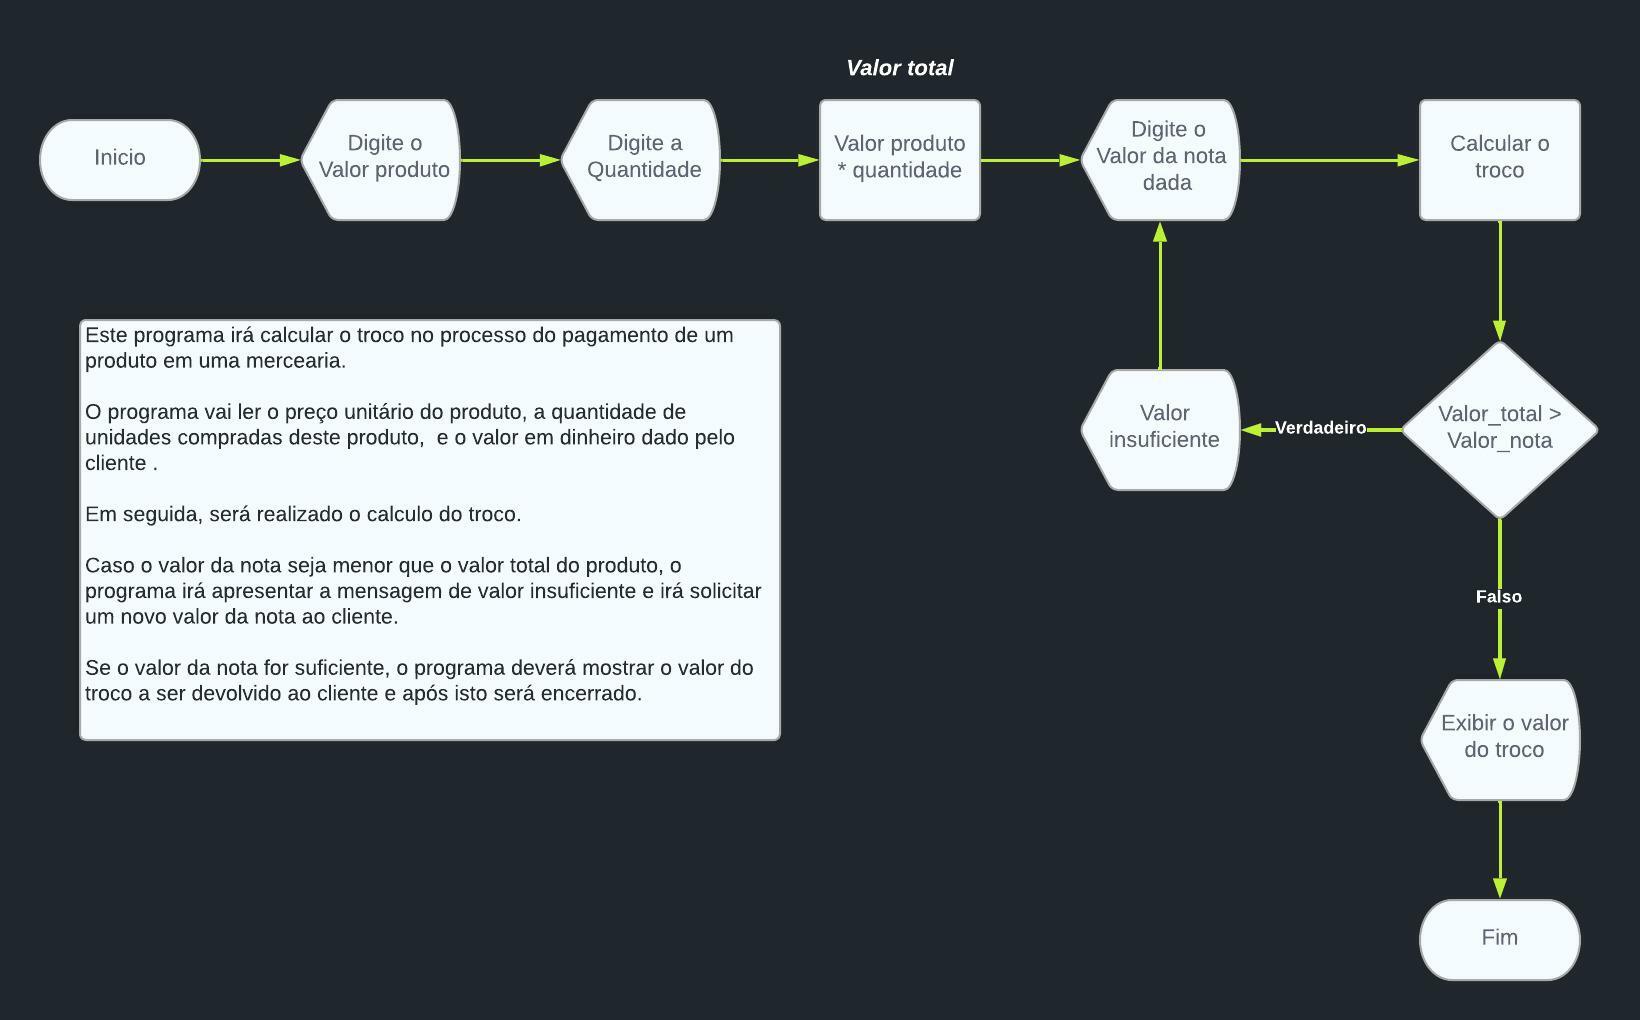 Valor total
Inicio
Digite o
Valor produto
Digite a
Quantidade
Valor produto
* quantidade
Digite o
Valor da nota
dada
Calcular o
troco
Este programa irá calcular o troco no processo do pagamento de um
produto em uma mercearia.
O programa vai ler o preço unitário do produto, a quantidade de
unidades compradas deste produto,  e o valor em dinheiro dado pelo
cliente .
Em seguida, será realizado o calculo do troco.
Caso o valor da nota seja menor que o valor total do produto, o
programa irá apresentar a mensagem de valor insuficiente e irá solicitar
um novo valor da nota ao cliente.
Se o valor da nota for suficiente, o programa deverá mostrar o valor do
troco a ser devolvido ao cliente e após isto será encerrado.
Valor
insuficiente
Verdadeiro
Valor_total >
Valor_nota
Falso
Exibir o valor
do troco
Fim